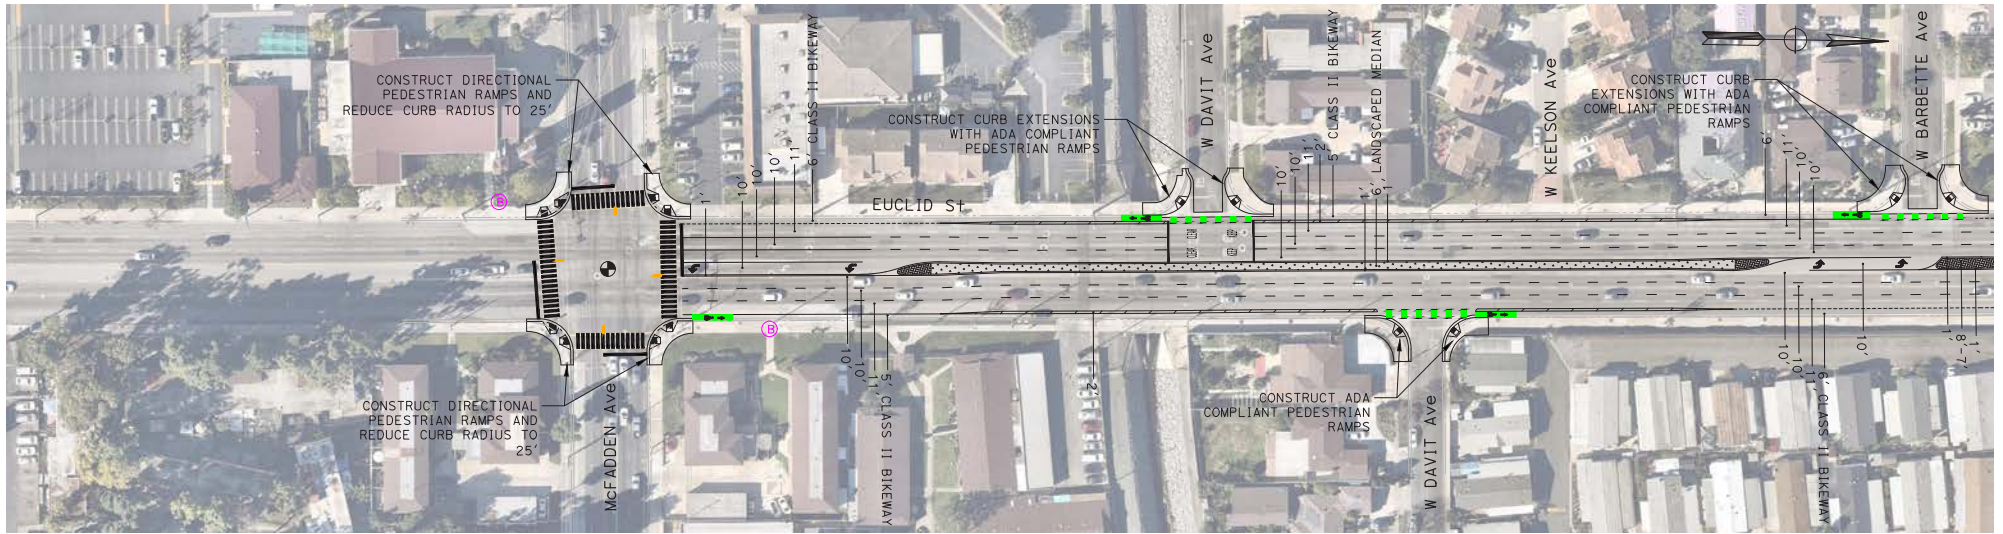 CONSTRUCT DIRECTIONAL
PEDESTRIAN RAMPS AND
REDUCE CURB RADIUS TO 25'
6' CLASS II BIKEWAY
11'
10'
10'
10'
1'
B
EUCLID St
CONSTRUCT CURB EXTENSIONS
WITH ADA COMPLIANT
PEDESTRIAN RAMPS
W DAVIT Ave
5' CLASS II BIKEWAY
2'
11'
10'
10'
6' LANDSCAPED MEDIAN
1'
1'
W KEELSON Ave
CONSTRUCT CURB
EXTENSIONS WITH ADA
COMPLIANT PEDESTRIAN
RAMPS
W BARBETTE Ave
6'
11'
10'
10'
CONSTRUCT DIRECTIONAL
PEDESTRIAN RAMPS AND
REDUCE CURB RADIUS TO
25'
McFADDEN Ave
B
10'
10'
11'
5' CLASS II BIKEWAY
2'
CONSTRUCT ADA
COMPLIANT PEDESTRIAN
RAMPS
W DAVIT Ave
10'
10'
11'
6' CLASS II BIKEWAY
10'
1'
8'-7"
1'